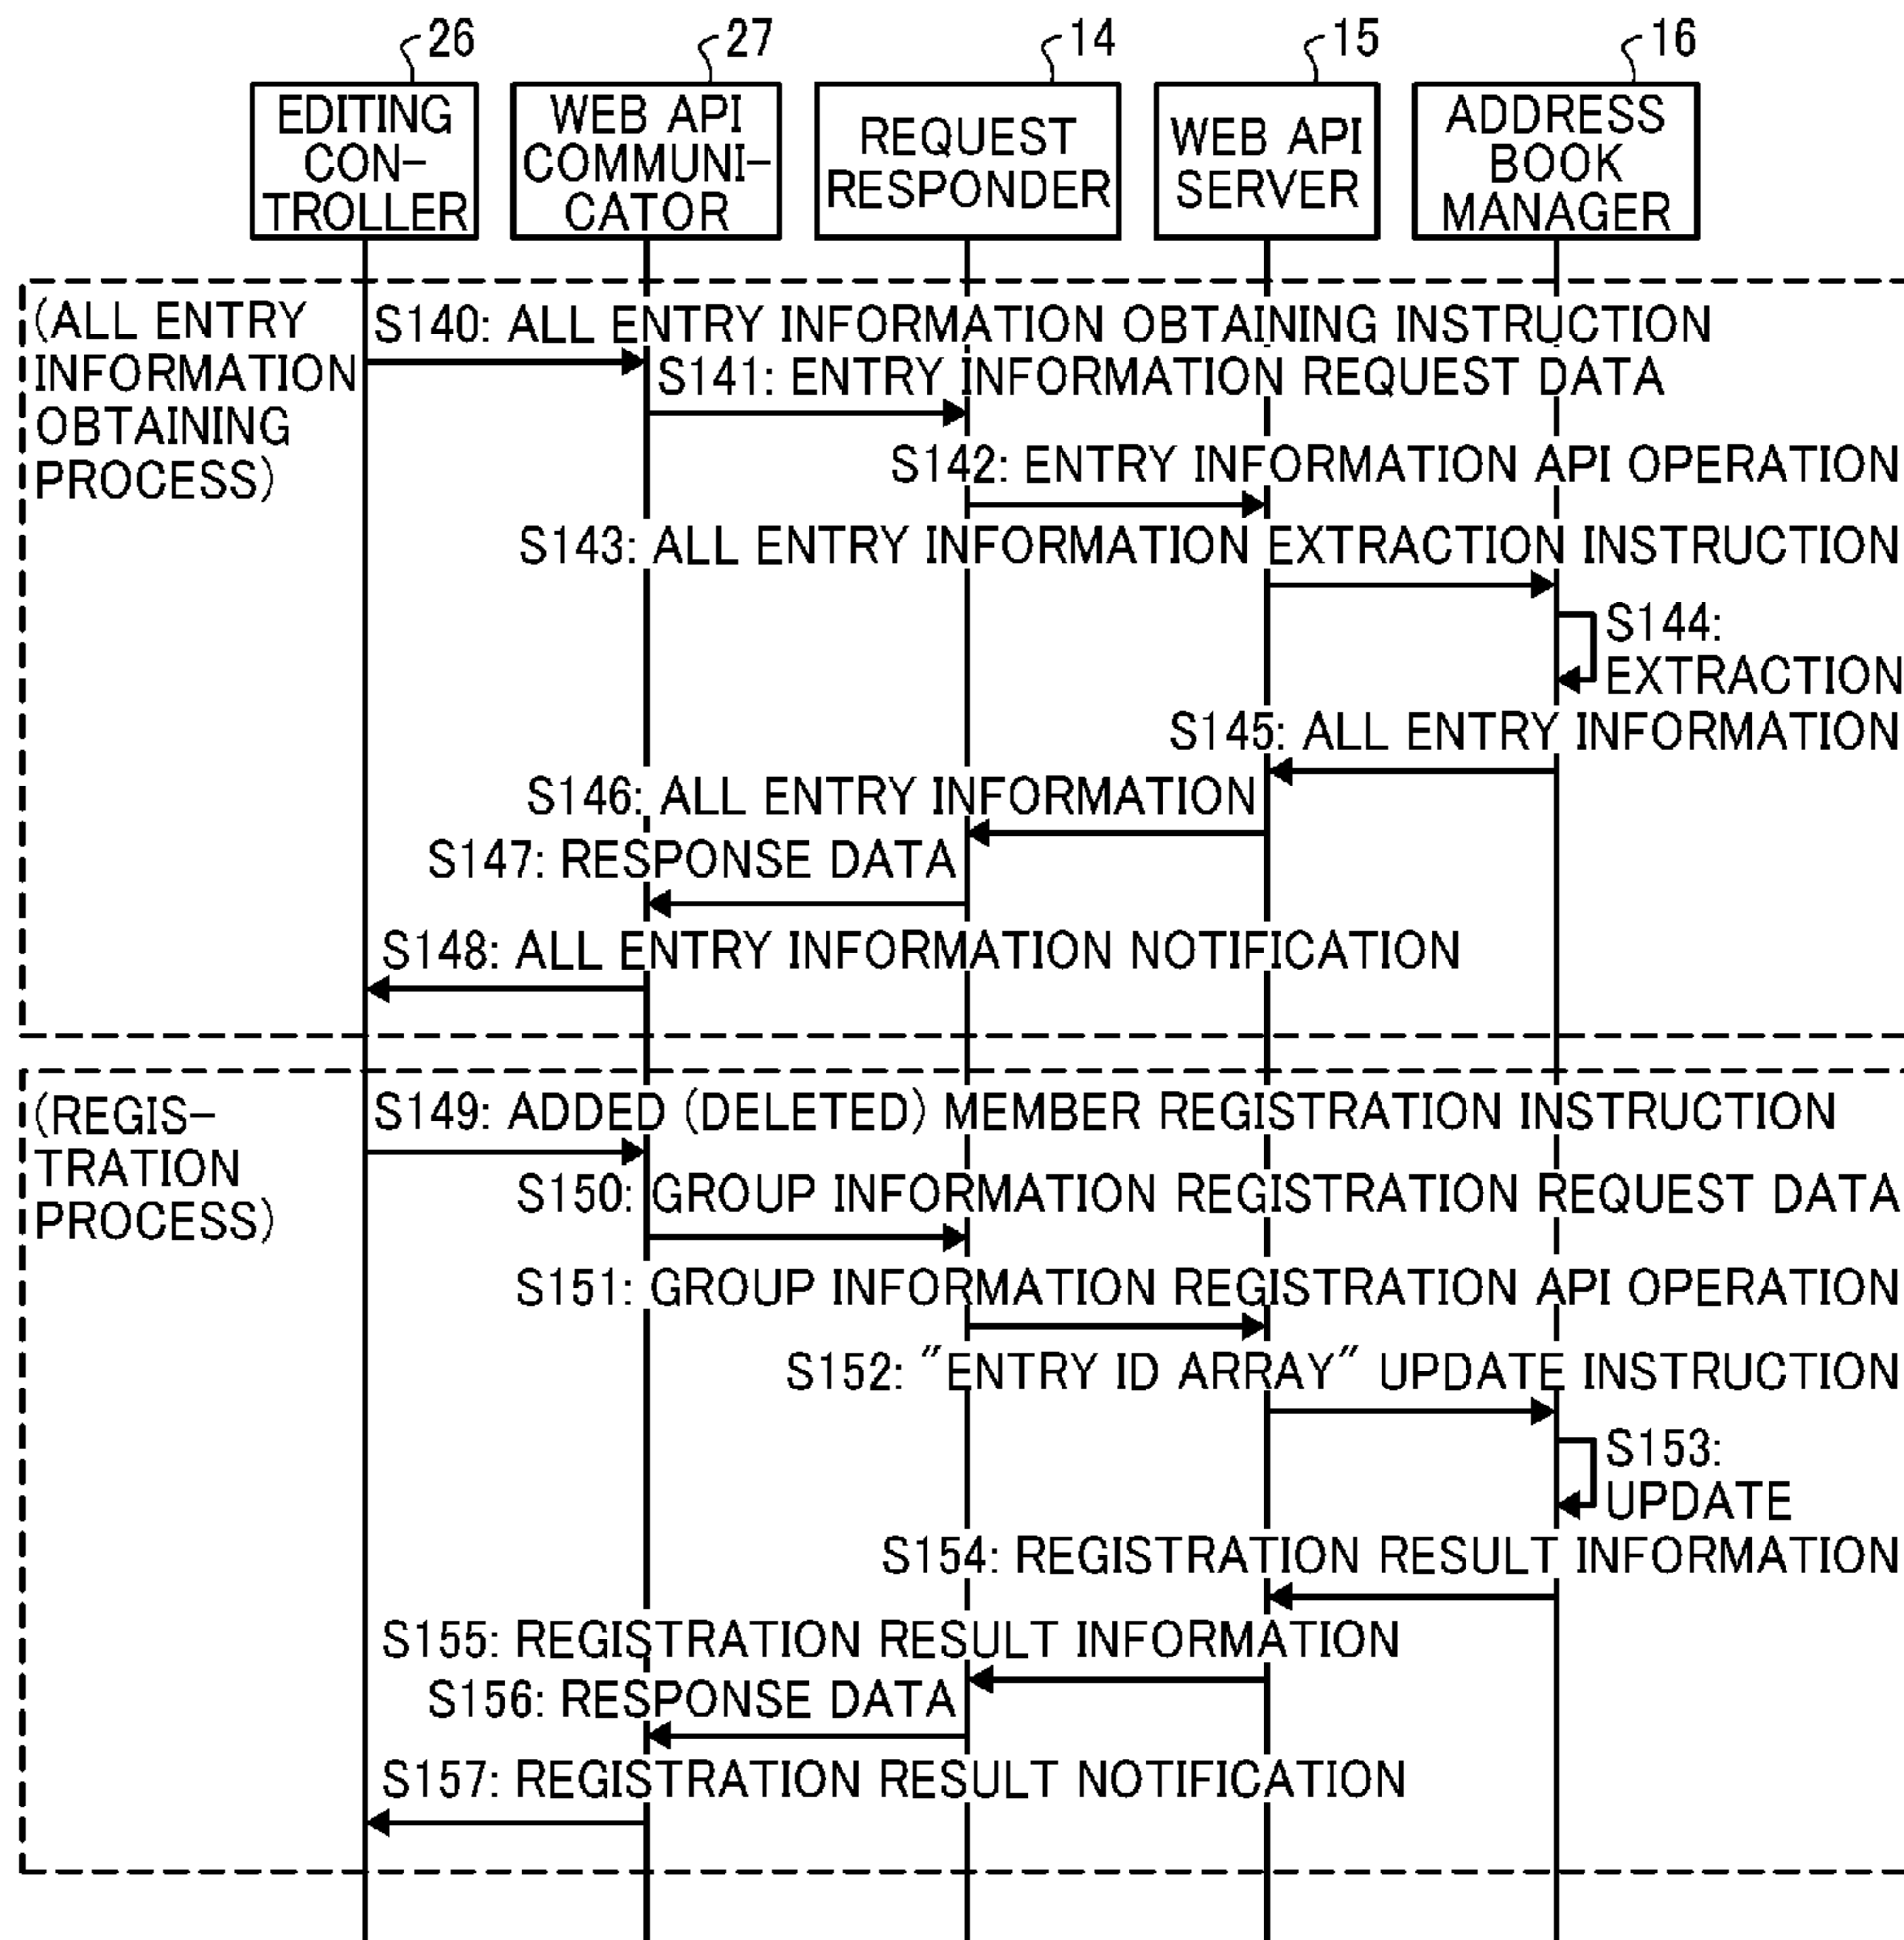 26
27
14
15
16
EDITING
CON-
TROLLER
WEB API
COMMUNI-
CATOR
REQUEST
RESPONDER
WEB API
SERVER
ADDRESS
BOOK
MANAGER
(ALL ENTRY
INFORMATION
OBTAINING
PROCESS)
S140: ALL ENTRY INFORMATION OBTAINING INSTRUCTION
S141: ENTRY INFORMATION REQUEST DATA
S142: ENTRY INFORMATION API OPERATION
S143: ALL ENTRY INFORMATION EXTRACTION INSTRUCTION
S144:
EXTRACTION
S145: ALL ENTRY INFORMATION
S146: ALL ENTRY INFORMATION
S147: RESPONSE DATA
S148: ALL ENTRY INFORMATION NOTIFICATION
(REGIS-
TRATION
PROCESS)
S149: ADDED (DELETED) MEMBER REGISTRATION INSTRUCTION
S150: GROUP INFORMATION REGISTRATION REQUEST DATA
S151: GROUP INFORMATION REGISTRATION API OPERATION
S152: "ENTRY ID ARRAY" UPDATE INSTRUCTION
S153:
UPDATE
S154: REGISTRATION RESULT INFORMATION
S155: REGISTRATION RESULT INFORMATION
S156: RESPONSE DATA
S157: REGISTRATION RESULT NOTIFICATION